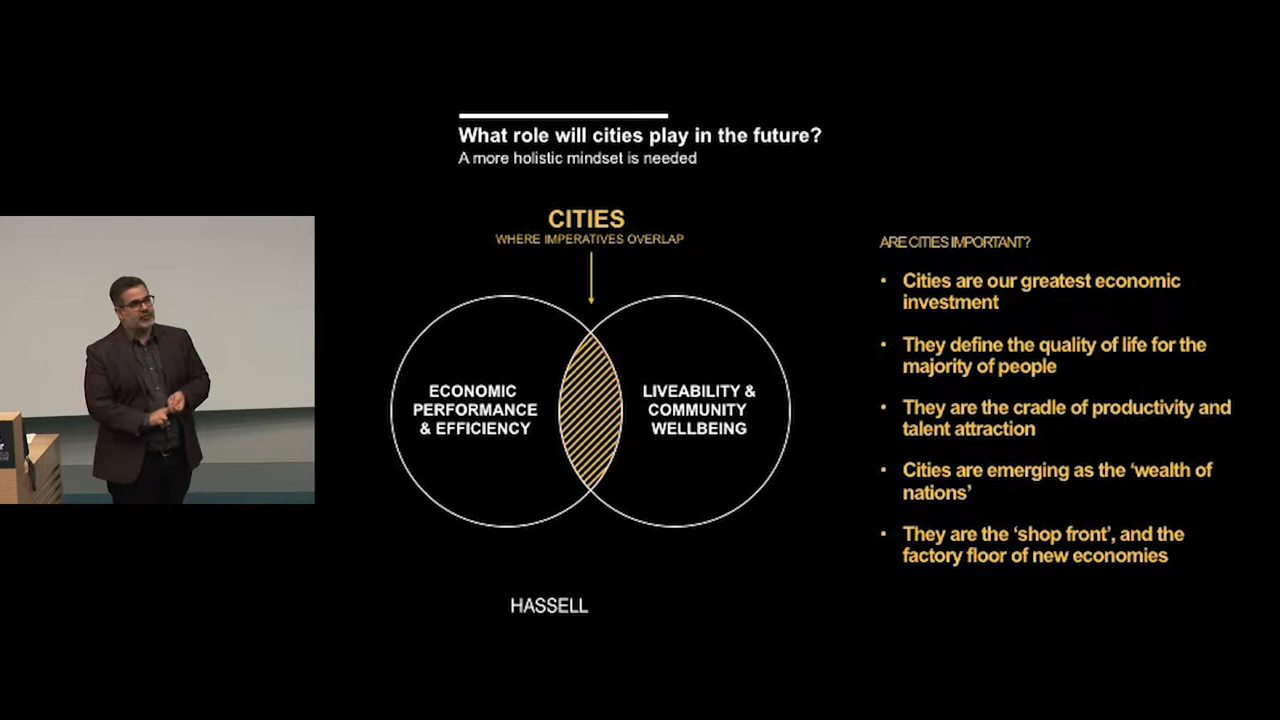 What role will cities play in the future?
A more holistic mindset is needed
CITIES
WHERE IMPERATIVES OVERLAP
ECONOMIC
PERFORMANCE
& EFFICIENCY
LIVEABILITY &
COMMUNITY
WELLBEING
HASSELL
ARE CITIES IMPORTANT?
• Cities are our greatest economic
investment
• They define the quality of life for the
majority of people
• They are the cradle of productivity and
talent attraction
• Cities are emerging as the ‘wealth of
nations’
• They are the ‘shop front’, and the
factory floor of new economies